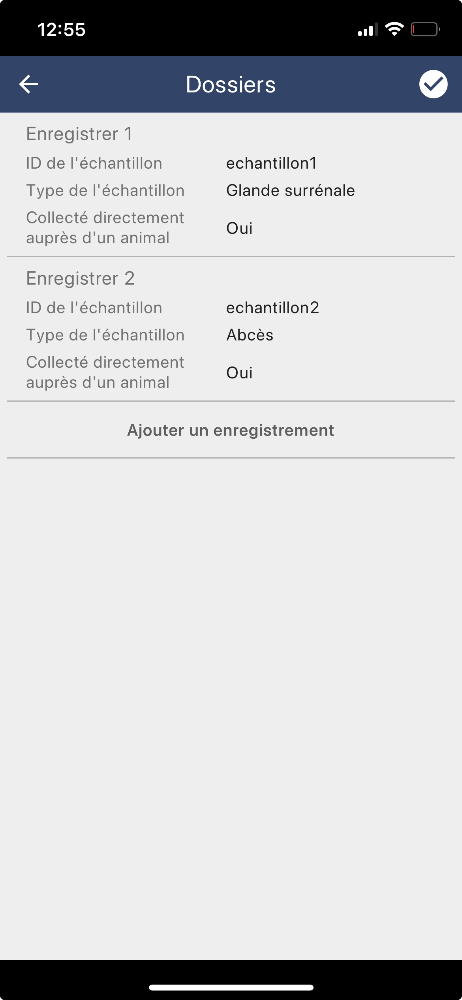 12:55
Dossiers
Enregistrer 1
ID de l'échantillon echantillon1
Type de l'échantillon Glande surrénale
Collecté directement
auprès d'un animal Oui
Enregistrer 2
ID de l'échantillon echantillon2
Type de l'échantillon Abcès
Collecté directement
auprès d'un animal Oui
Ajouter un enregistrement